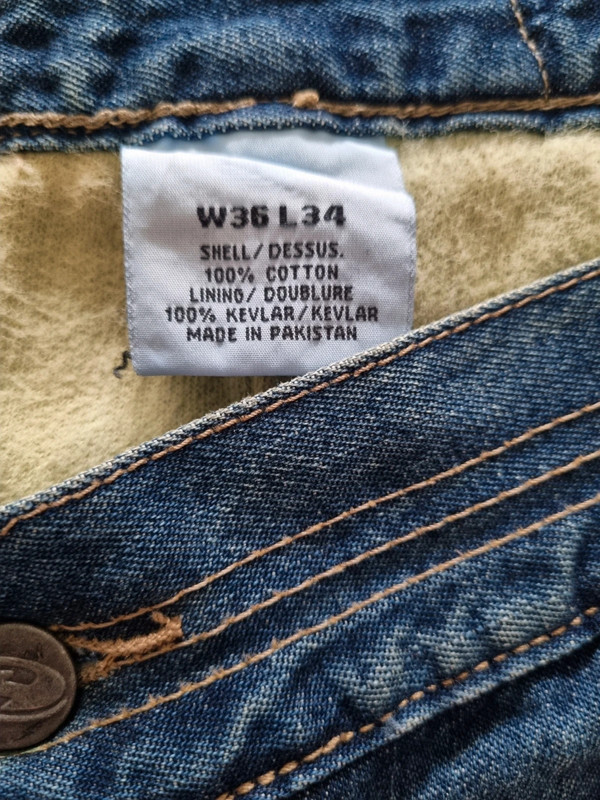 W36 L34
SHELL/DESSUS.
100% COTTON
LINING/DOUBLURE
100% KEVLAR/KEVLAR
MADE IN PAKISTAN